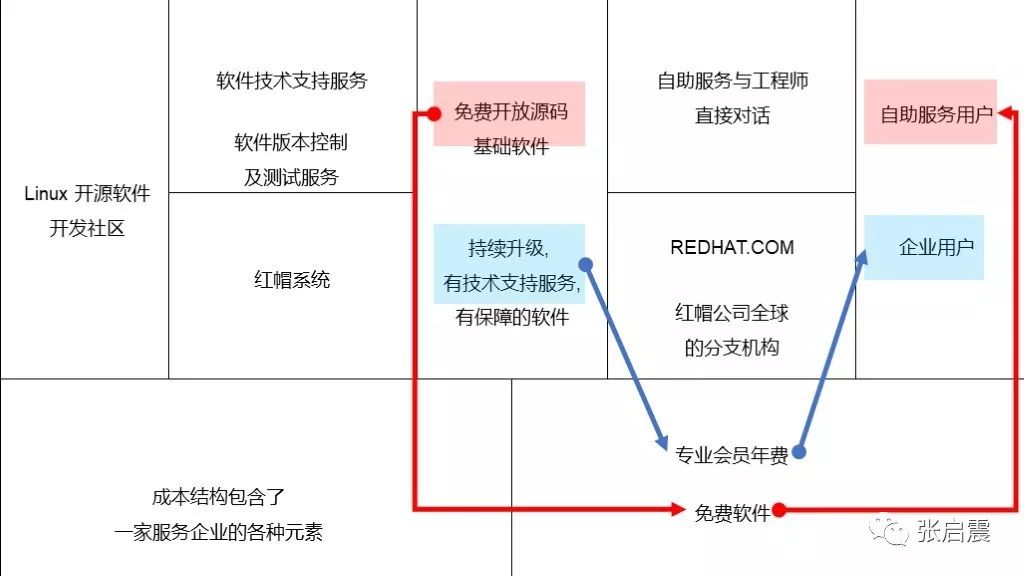 Linux 开源软件
开发社区
软件技术支持服务
软件版本控制
及测试服务
红帽系统
免费开放源码
基础软件
持续升级,
有技术支持服务,
有保障的软件
自助服务与工程师
直接对话
REDHAT.COM
红帽公司全球
的分支机构
自助服务用户
企业用户
成本结构包含了
一家服务企业的各种元素
专业会员年费
免费软件
张启震